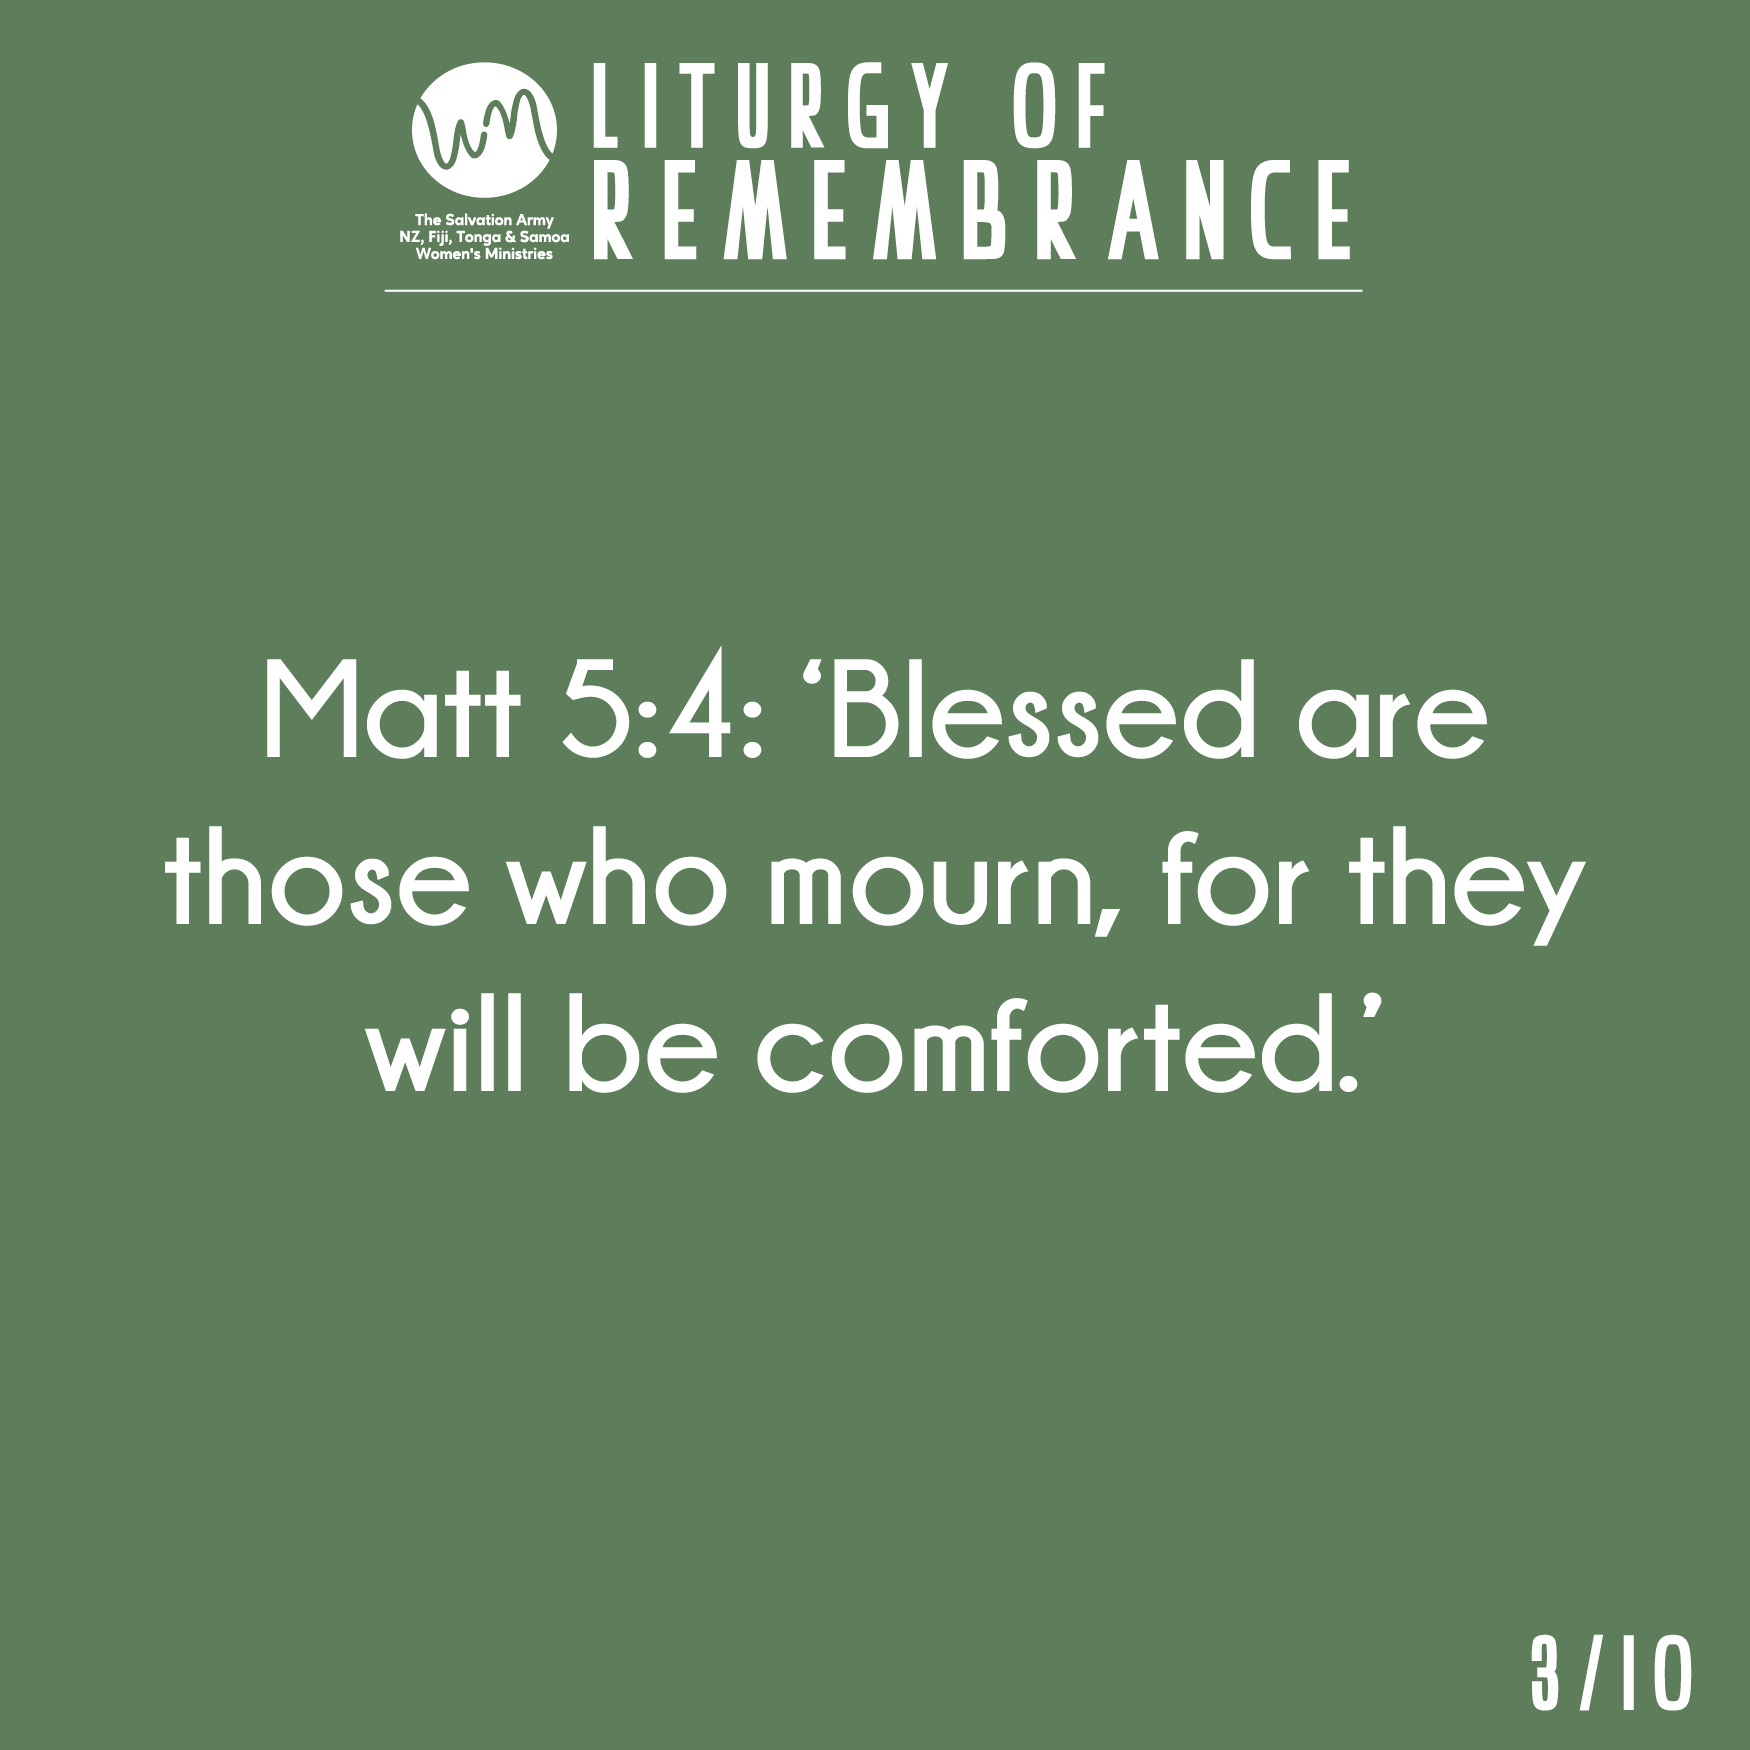 wm
The Salvation Army
NZ, Fiji, Tonga & Samoa
Women's Ministries
LITURGY OF
REMEMBRANCE
Matt 5:4: ‘Blessed are
those who mourn, for they
will be comforted.’
3/10